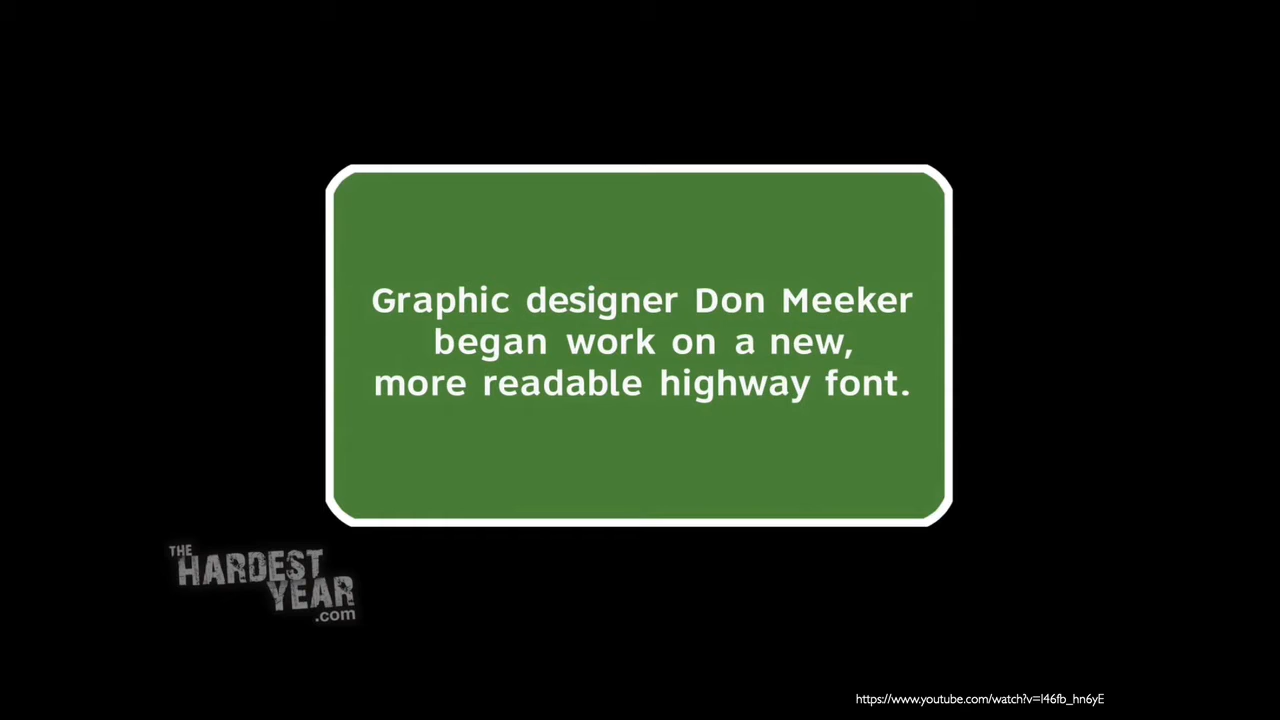 Graphic designer Don Meeker
began work on a new,
more readable highway font.
THE
HARDEST
YEAR
.com
https://www.youtube.com/watch?v=l46fb_hn6yE